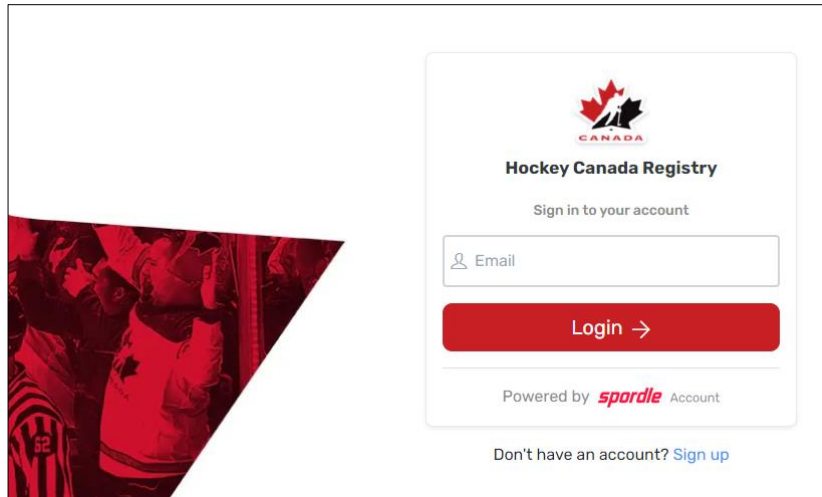 CANADA
Hockey Canada Registry
Sign in to your account
Email
Login →
Powered by spordle Account
Don't have an account? Sign up
62